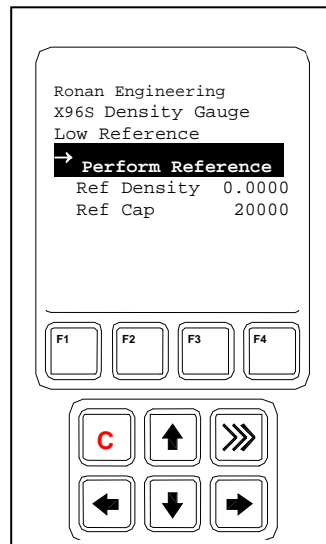 Ronan Engineering
X96S Density Gauge
Low Reference
→ Perform Reference
Ref Density 0.0000
Ref Cap 20000
F1 F2 F3 F4
C